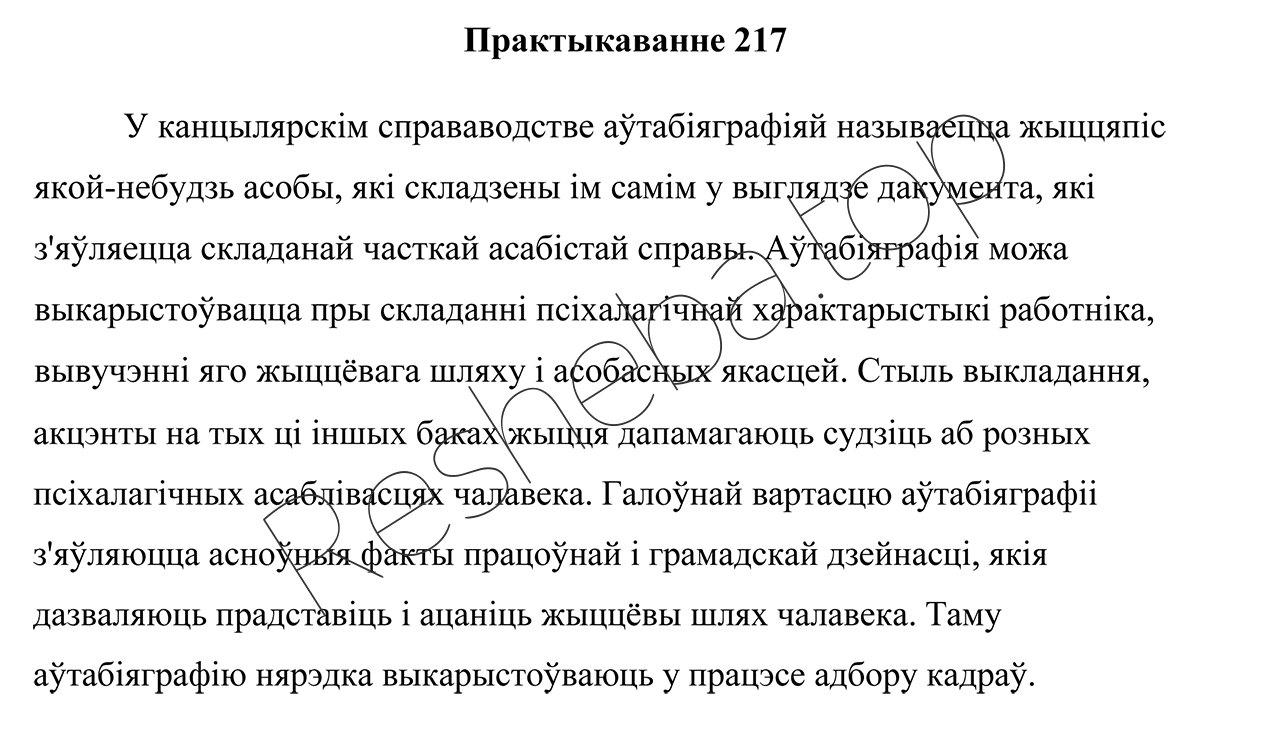 Практыкаванне 217
У канцылярскім справаводстве аўтабіяграфіяй называецца жыццяпіс
якой-небудзь асобы, які складзены ім самім у выглядзе дакумента, які
з'яўляецца складанай часткай асабістай справы. Аўтабіяграфія можа
выкарыстоўвацца пры складанні псіхалагічнай характарыстыкі работніка,
вывучэнні яго жыццёвага шляху і асобасных якасцей. Стыль выкладання,
акцэнты на тых ці іншых баках жыцця дапамагаюць судзіць аб розных
псіхалагічных асаблівасцях чалавека. Галоўнай вартасцю аўтабіяграфіі
з'яўляюцца асноўныя факты працоўнай і грамадскай дзейнасці, якія
дазваляюць прадставіць і ацаніць жыццёвы шлях чалавека. Таму
аўтабіяграфію нярэдка выкарыстоўваюць у працэсе адбору кадраў.
Resheba.top